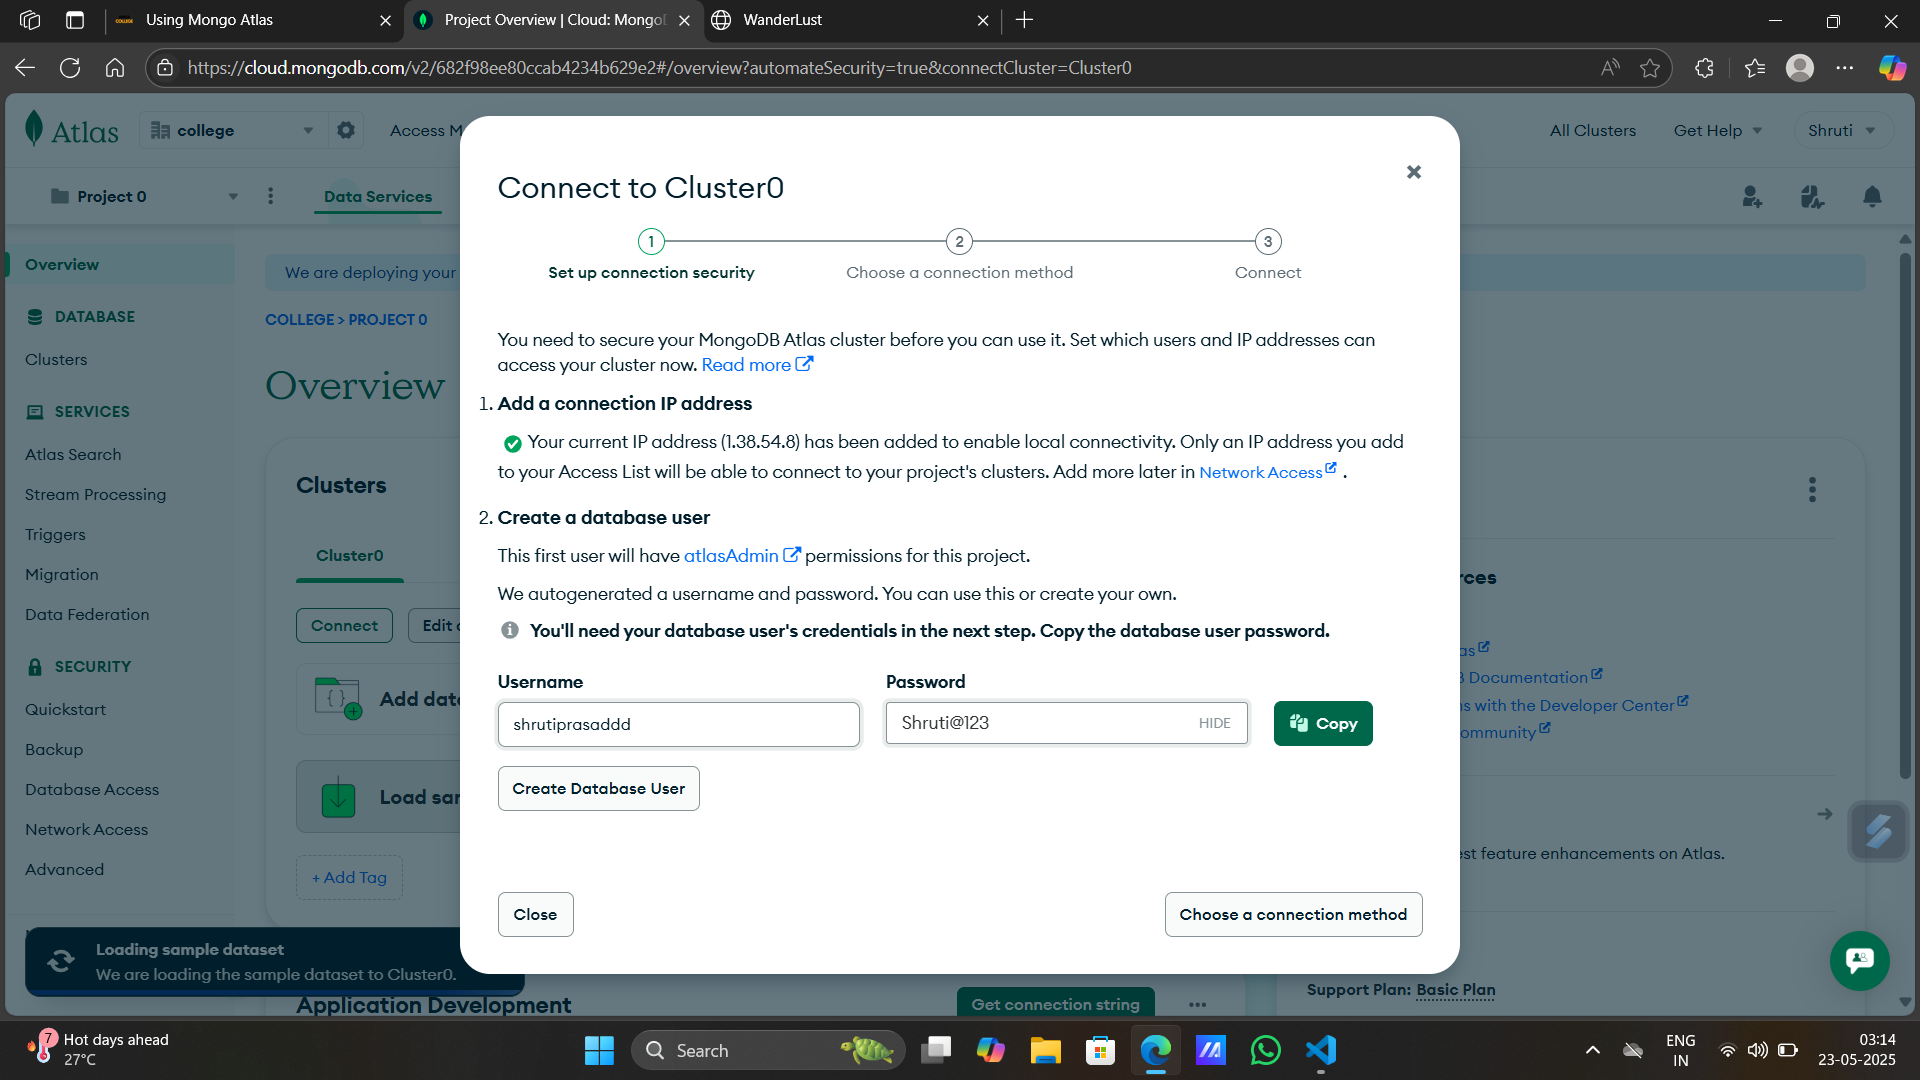 Using Mongo Atlas
Project Overview | Cloud: Mongo
WanderLust
https://cloud.mongodb.com/v2/682f98ee80ccab4234b629e2#/overview?automateSecurity=true&connectCluster=Cluster0
Atlas
college
Access M
All Clusters
Get Help
Shruti
Project 0
Data Services
Overview
DATABASE
Clusters
SERVICES
Atlas Search
Stream Processing
Triggers
Migration
Data Federation
SECURITY
Quickstart
Backup
Database Access
Network Access
Advanced
We are deploying your
COLLEGE > PROJECT 0
Overview
Clusters
Cluster0
Connect
Edit
Add dat
Load sa
+ Add Tag
Connect to Cluster0
1
2
3
Set up connection security
Choose a connection method
Connect
You need to secure your MongoDB Atlas cluster before you can use it. Set which users and IP addresses can
access your cluster now. Read more
1. Add a connection IP address
Your current IP address (1.38.54.8) has been added to enable local connectivity. Only an IP address you add
to your Access List will be able to connect to your project's clusters. Add more later in Network Access .
2. Create a database user
This first user will have atlasAdmin permissions for this project.
We autogenerated a username and password. You can use this or create your own.
You'll need your database user's credentials in the next step. Copy the database user password.
Username
Password
shrutiprasaddd
Shruti@123
HIDE
Copy
Create Database User
Close
Choose a connection method
rces
as
B Documentation
s with the Developer Center
ommunity
est feature enhancements on Atlas.
Loading sample dataset
We are loading the sample dataset to Cluster0.
Application Development
Get connection string
Support Plan: Basic Plan
7
Hot days ahead
27°C
Search
ENG
IN
03:14
23-05-2025